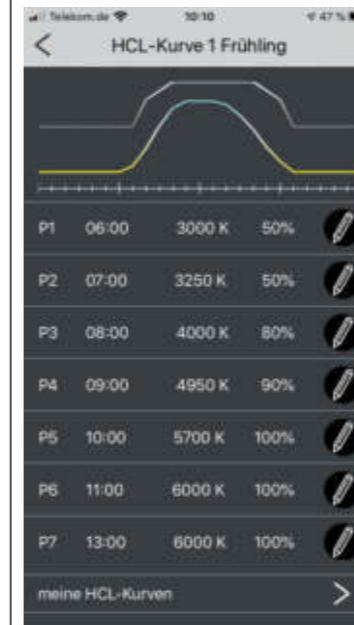 Telekom.de 10:10 47 %
HCL-Kurve 1 Frühling
P1 06:00 3000 K 50%
P2 07:00 3250 K 50%
P3 08:00 4000 K 80%
P4 09:00 4950 K 90%
P5 10:00 5700 K 100%
P6 11:00 6000 K 100%
P7 13:00 6000 K 100%
meine HCL-Kurven